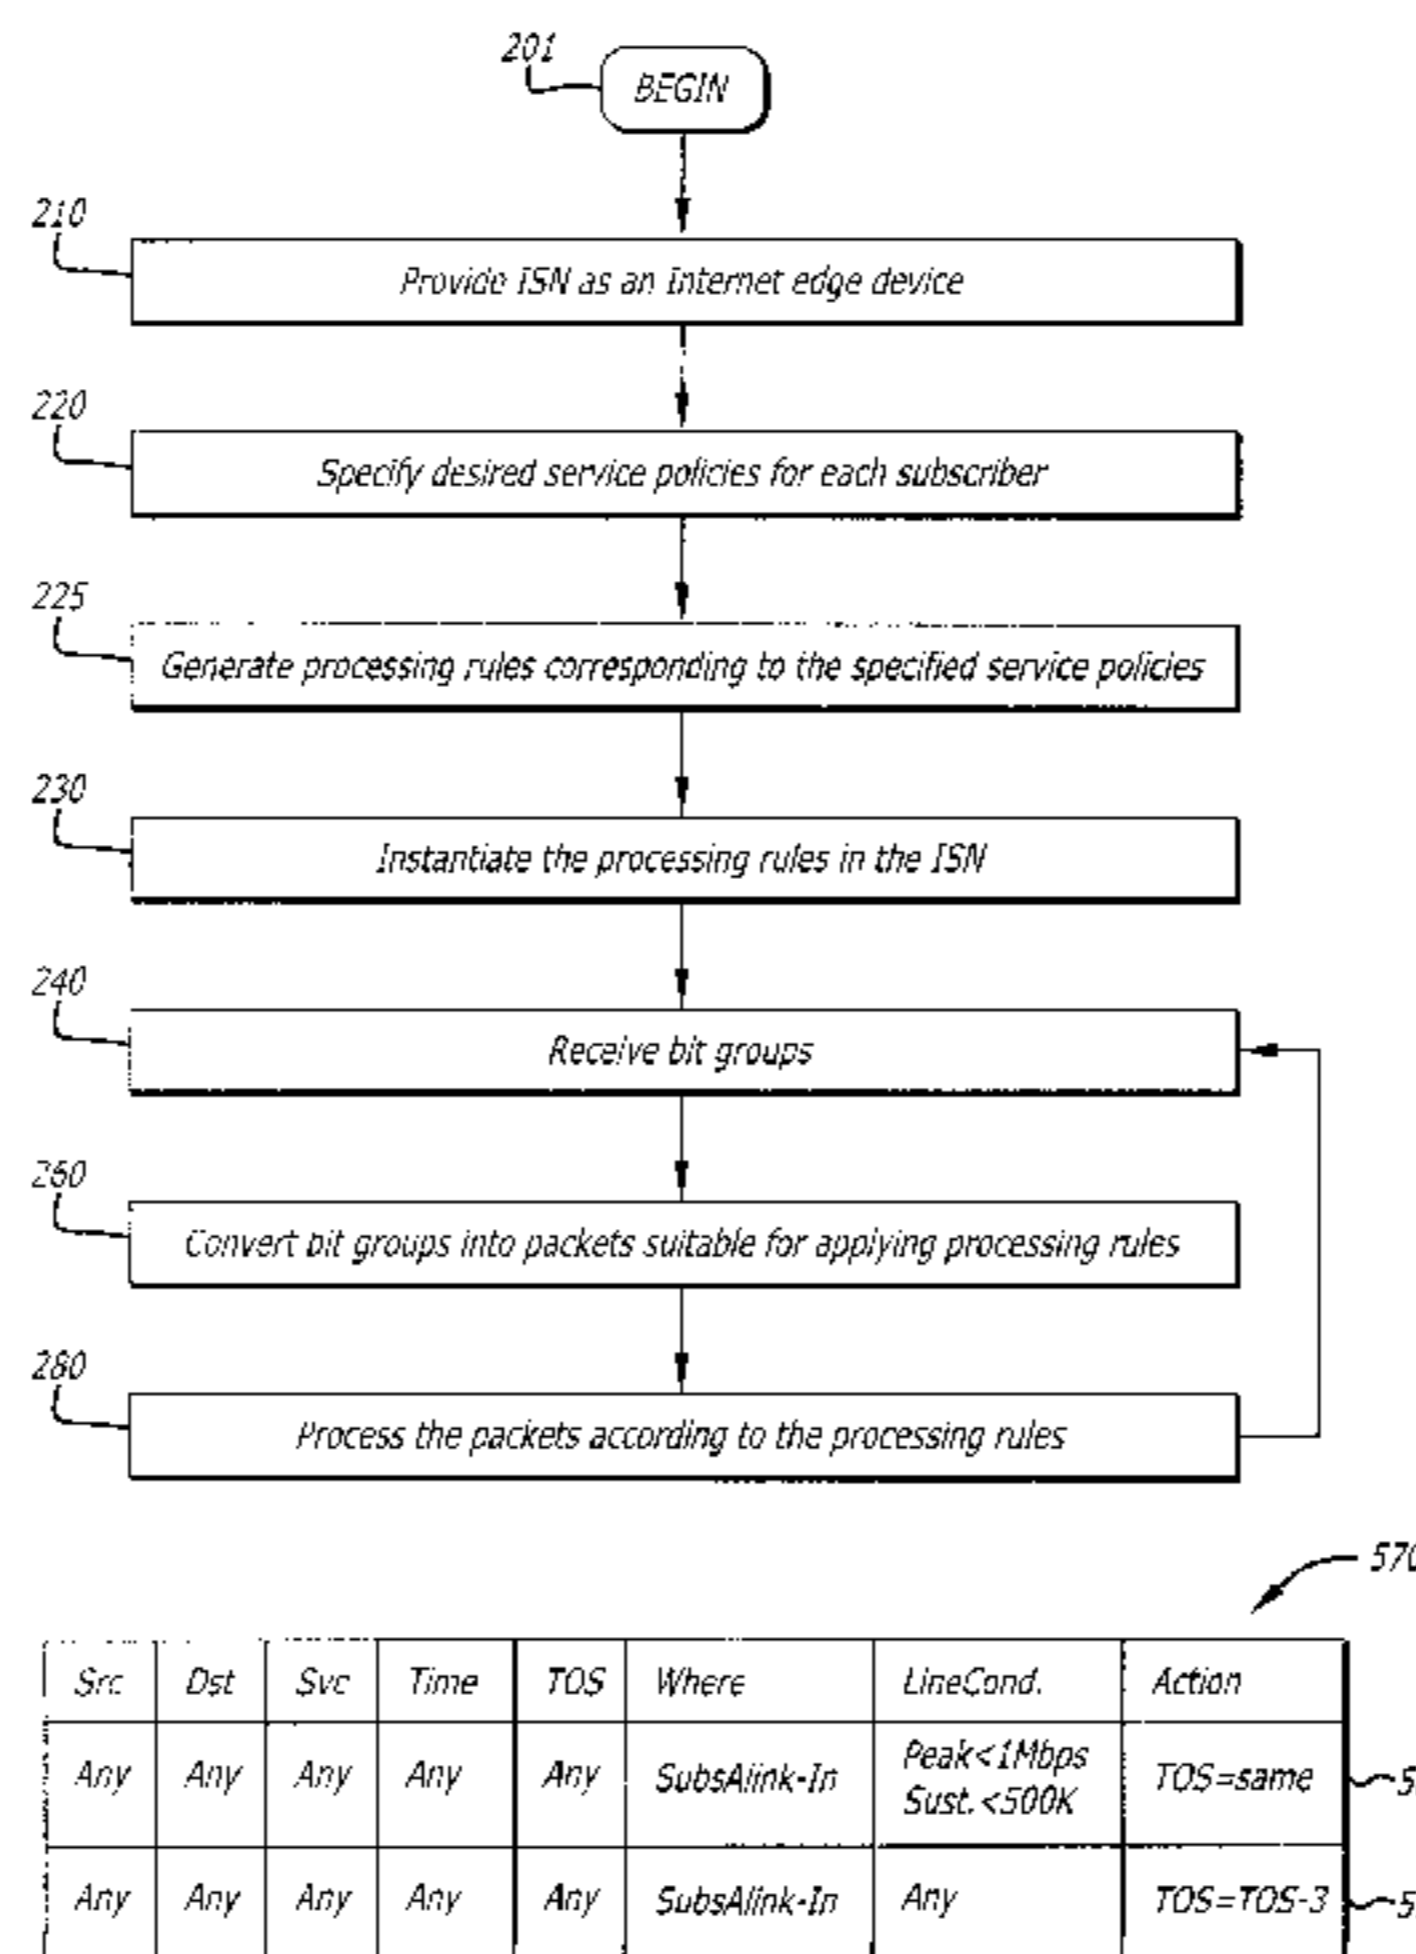 201
BEGIN
210
Provide ISN as an Internet edge device
220
Specify desired service policies for each subscriber
225
Generate processing rules corresponding to the specified service policies
230
Instantiate the processing rules in the ISN
240
Receive bit groups
260
Convert bit groups into packets suitable for applying processing rules
280
Process the packets according to the processing rules
570
Src Dst Svc Time TOS Where LineCond. Action
Any Any Any Any Any SubsAlink-In Peak<1Mbps Sust.<500K TOS=same
Any Any Any Any Any SubsAlink-In Any TOS=TOS-3